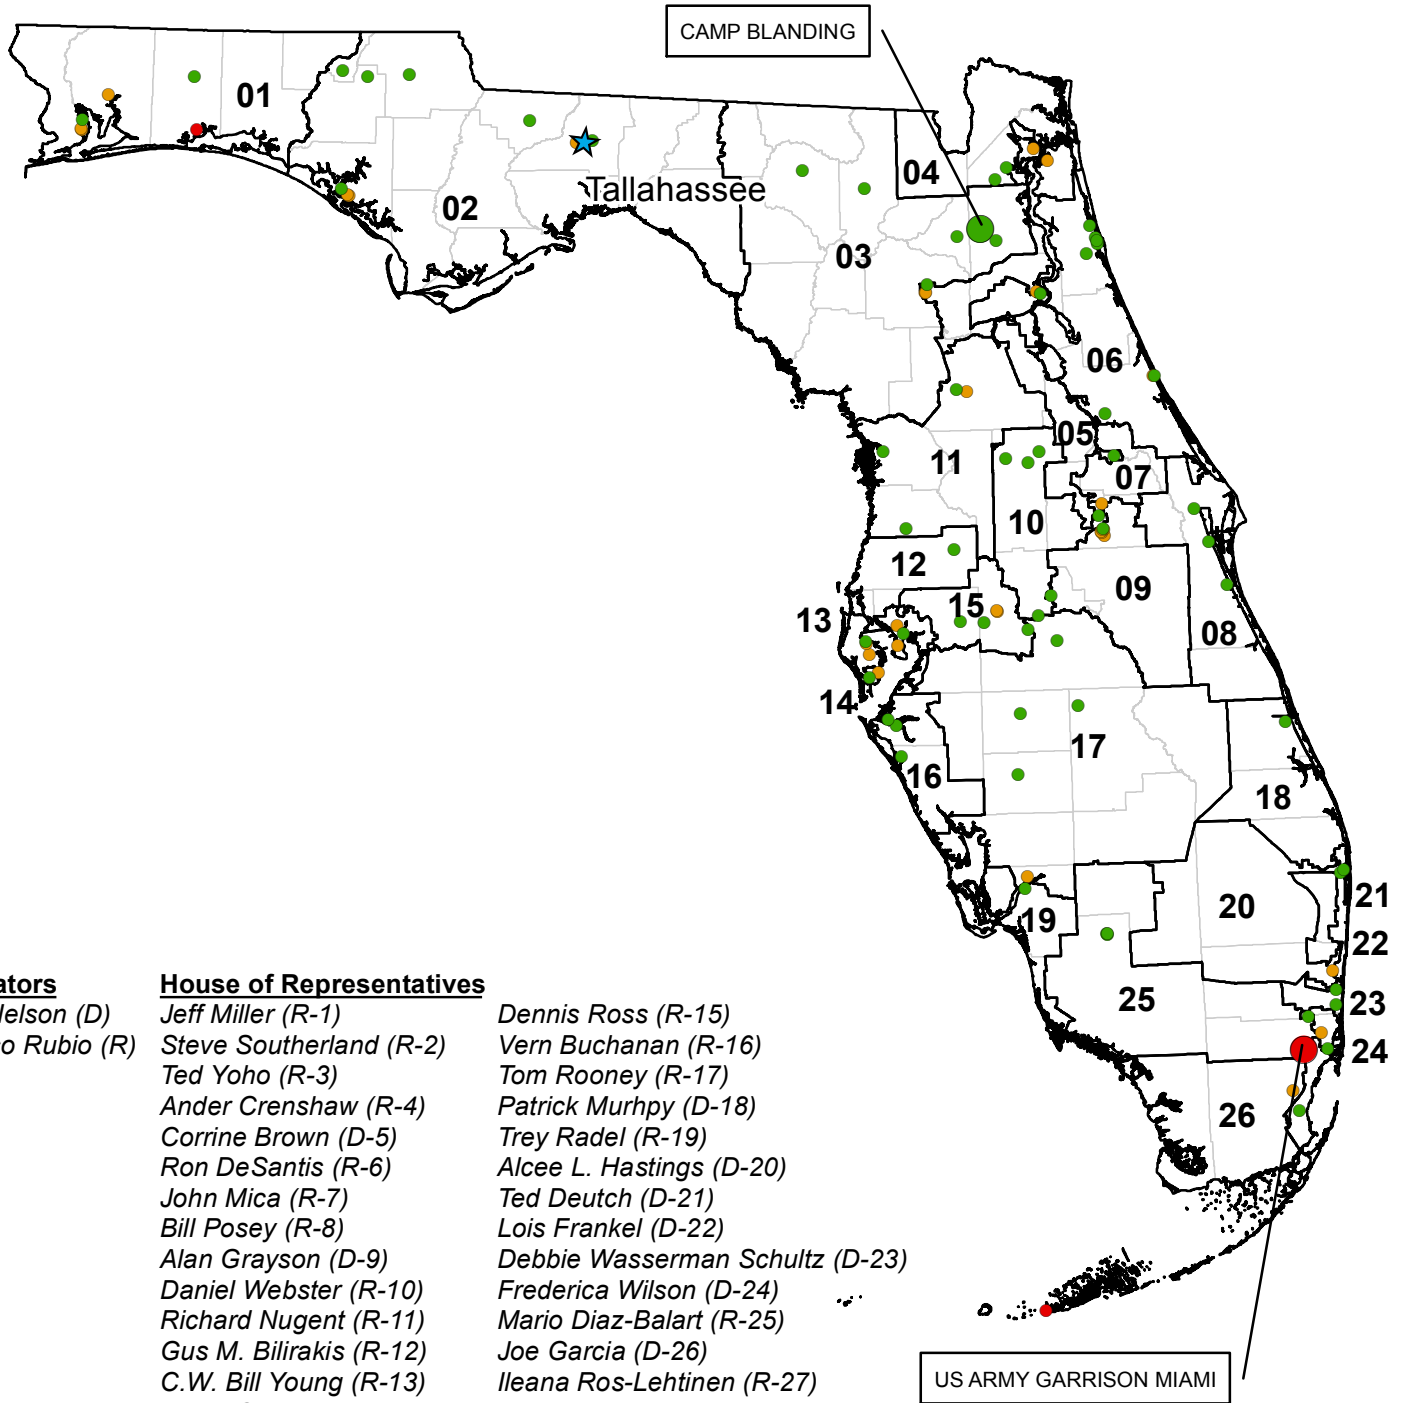 CAMP BLANDING
01
04
Tallahassee
02
03
06
05
11
07
10
12
09
15
13
08
14
17
16
18
21
20
19
22
25
23
24
26
ators
elson (D)
o Rubio (R)
House of Representatives
Jeff Miller (R-1)
Steve Southerland (R-2)
Ted Yoho (R-3)
Ander Crenshaw (R-4)
Corrine Brown (D-5)
Ron DeSantis (R-6)
John Mica (R-7)
Bill Posey (R-8)
Alan Grayson (D-9)
Daniel Webster (R-10)
Richard Nugent (R-11)
Gus M. Bilirakis (R-12)
C.W. Bill Young (R-13)
Dennis Ross (R-15)
Vern Buchanan (R-16)
Tom Rooney (R-17)
Patrick Murhpy (D-18)
Trey Radel (R-19)
Alcee L. Hastings (D-20)
Ted Deutch (D-21)
Lois Frankel (D-22)
Debbie Wasserman Schultz (D-23)
Frederica Wilson (D-24)
Mario Diaz-Balart (R-25)
Joe Garcia (D-26)
Ileana Ros-Lehtinen (R-27)
US ARMY GARRISON MIAMI